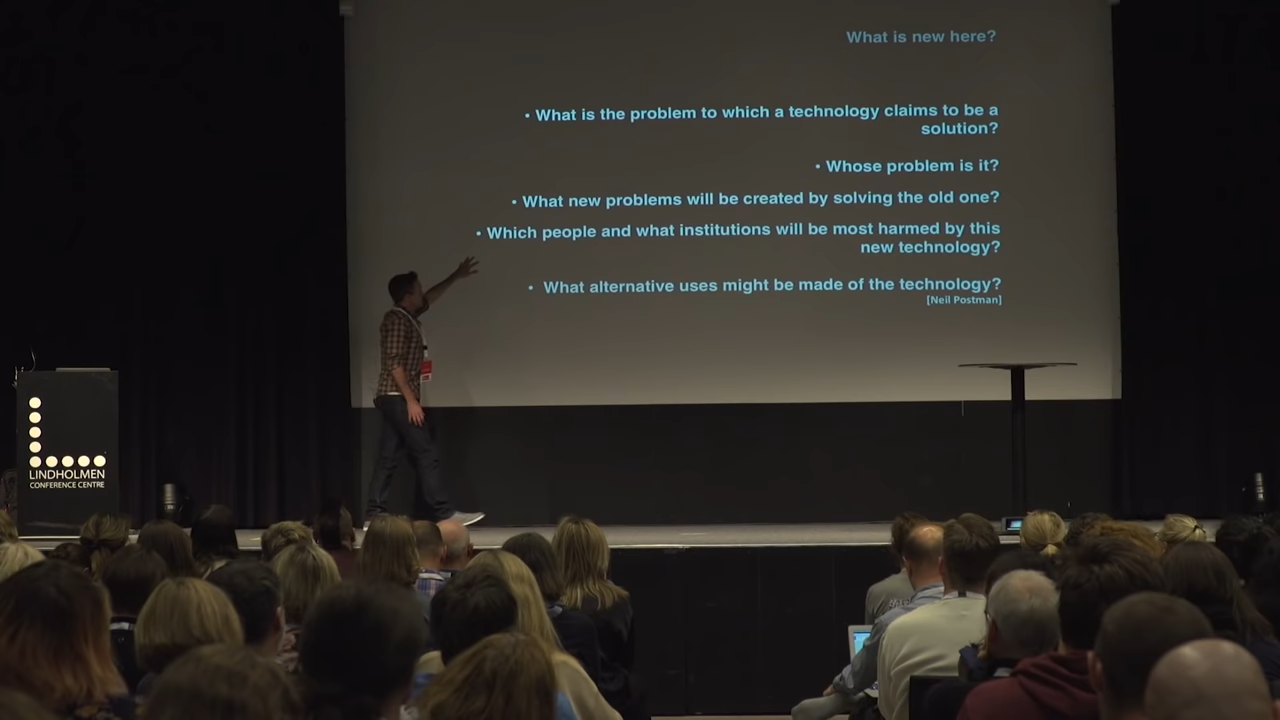 What is new here?
• What is the problem to which a technology claims to be a
solution?
• Whose problem is it?
• What new problems will be created by solving the old one?
• Which people and what institutions will be most harmed by this
new technology?
• What alternative uses might be made of the technology?
[Neil Postman]
LINDHOLMEN
CONFERENCE CENTRE